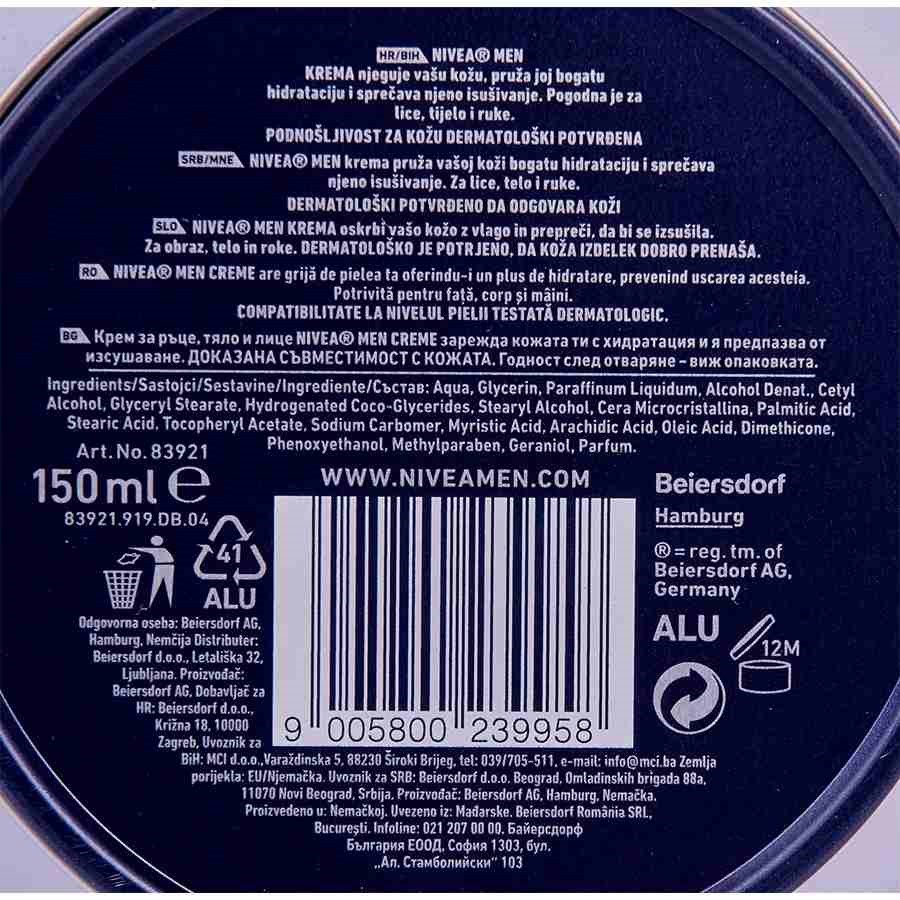 HR/BIH NIVEA® MEN
KREMA njeguje vašu kožu, pruža joj bogatu
hidrataciju i sprečava njeno isušivanje. Pogodna je za
lice, tijelo i ruke.
PODNOŠLJIVOST ZA KOŽU DERMATOLOŠKI POTVRĐENA
SRB/MNE NIVEA® MEN krema pruža vašoj koži bogatu hidrataciju i sprečava
njeno isušivanje. Za lice, telo i ruke.
DERMATOLOŠKI POTVRĐENO DA ODGOVARA KOŽI
SLO NIVEA® MEN KREMA oskrbi vašo kožo z vlago in prepreči, da bi se izsušila.
Za obraz, telo in roke. DERMATOLOŠKO JE POTRJENO, DA KOŽA IZDELEK DOBRO PRENAŠA.
RO NIVEA® MEN CREME are grijă de pielea ta oferindu-i un plus de hidratare, prevenind uscarea acesteia.
Potrivită pentru față, corp și mâini.
COMPATIBILITATE LA NIVELUL PIELII TESTATĂ DERMATOLOGIC.
BG Крем за ръце, тяло и лице NIVEA® MEN CREME зарежда кожата ти с хидратация и я предпазва от
изсушаване. ДОКАЗАНА СЪВМЕСТИМОСТ С КОЖАТА. Годност след отваряне – виж опаковката.
Ingredients/Sastojci/Sestavine/Ingrediente/Състав: Aqua, Glycerin, Paraffinum Liquidum, Alcohol Denat., Cetyl
Alcohol, Glyceryl Stearate, Hydrogenated Coco-Glycerides, Stearyl Alcohol, Cera Microcristallina, Palmitic Acid,
Stearic Acid, Tocopheryl Acetate, Sodium Carbomer, Myristic Acid, Arachidic Acid, Oleic Acid, Dimethicone,
Phenoxyethanol, Methylparaben, Geraniol, Parfum.
Art. No. 83921
150 ml e
83921.919.DB.04
41
ALU
WWW.NIVEAMEN.COM
9 005800 239958
Beiersdorf
Hamburg
® = reg. tm. of
Beiersdorf AG,
Germany
ALU
12M
Odgovorna oseba: Beiersdorf AG,
Hamburg, Nemčija Distributer:
Beiersdorf d.o.o., Letališka 32,
Ljubljana. Proizvođač:
Beiersdorf AG, Dobavljač za
HR: Beiersdorf d.o.o.,
Križna 18, 10000
Zagreb, Uvoznik za
BiH: MCI d.o.o.,Varaždinska 5, 88230 Široki Brijeg, tel: 039/705-511, e-mail: info@mci.ba Zemlja
porijekla: EU/Njemačka. Uvoznik za SRB: Beiersdorf d.o.o. Beograd, Omladinskih brigada 88a,
11070 Novi Beograd, Srbija. Proizvođač: Beiersdorf AG, Hamburg, Nemačka.
Proizvedeno u: Nemačkoj. Uvezeno iz: Mađarske. Beiersdorf România SRL,
București. Infoline: 021 207 00 00. Байерсдорф
България ЕООД, София 1303, бул.
„Ал. Стамболийски" 103